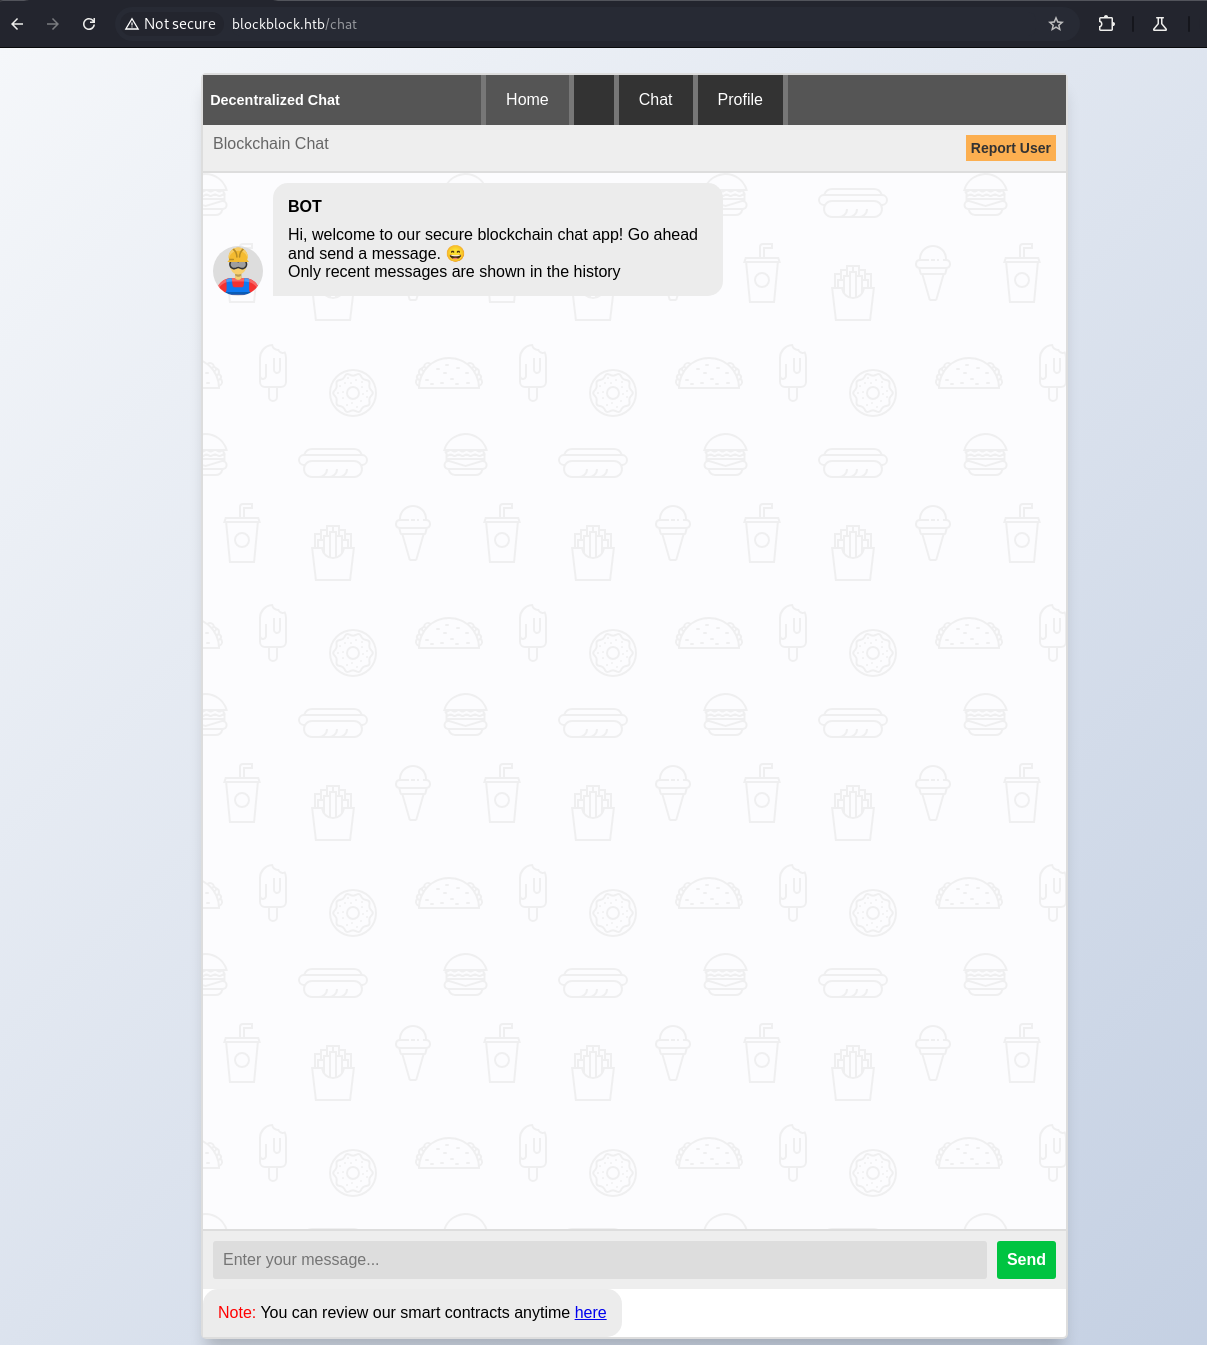 Not secure blockblock.htb/chat
Decentralized Chat Home Chat Profile
Blockchain Chat Report User
BOT
Hi, welcome to our secure blockchain chat app! Go ahead
and send a message. 😄
Only recent messages are shown in the history
Enter your message... Send
Note: You can review our smart contracts anytime here